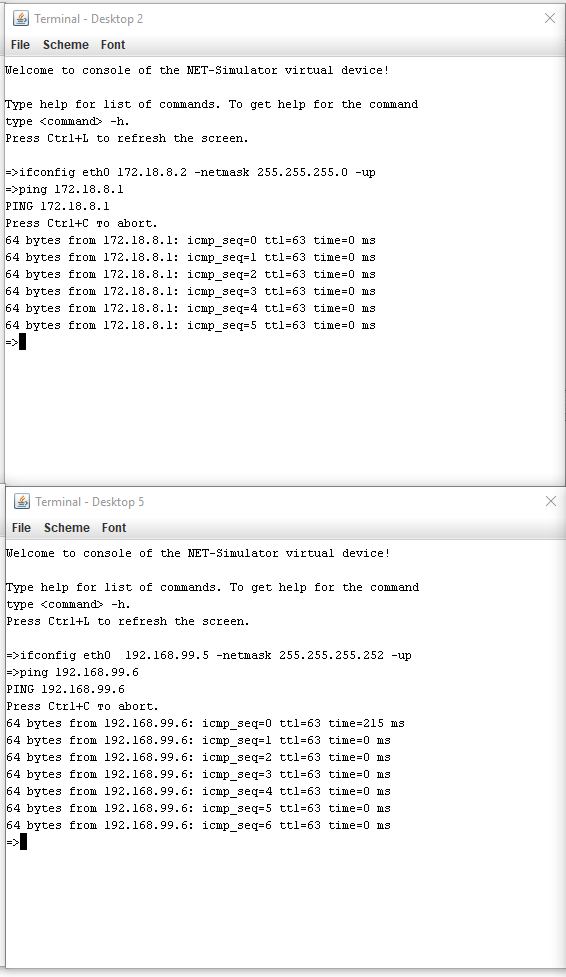 Terminal - Desktop 2
File Scheme Font
Welcome to console of the NET-Simulator virtual device!
Type help for list of commands. To get help for the command
type <command> -h.
Press Ctrl+L to refresh the screen.
=>ifconfig eth0 172.18.8.2 -netmask 255.255.255.0 -up
=>ping 172.18.8.1
PING 172.18.8.1
Press Ctrl+C то abort.
64 bytes from 172.18.8.1: icmp_seq=0 ttl=63 time=0 ms
64 bytes from 172.18.8.1: icmp_seq=1 ttl=63 time=0 ms
64 bytes from 172.18.8.1: icmp_seq=2 ttl=63 time=0 ms
64 bytes from 172.18.8.1: icmp_seq=3 ttl=63 time=0 ms
64 bytes from 172.18.8.1: icmp_seq=4 ttl=63 time=0 ms
64 bytes from 172.18.8.1: icmp_seq=5 ttl=63 time=0 ms
=>
Terminal - Desktop 5
File Scheme Font
Welcome to console of the NET-Simulator virtual device!
Type help for list of commands. To get help for the command
type <command> -h.
Press Ctrl+L to refresh the screen.
=>ifconfig eth0  192.168.99.5 -netmask 255.255.255.252 -up
=>ping 192.168.99.6
PING 192.168.99.6
Press Ctrl+C то abort.
64 bytes from 192.168.99.6: icmp_seq=0 ttl=63 time=215 ms
64 bytes from 192.168.99.6: icmp_seq=1 ttl=63 time=0 ms
64 bytes from 192.168.99.6: icmp_seq=2 ttl=63 time=0 ms
64 bytes from 192.168.99.6: icmp_seq=3 ttl=63 time=0 ms
64 bytes from 192.168.99.6: icmp_seq=4 ttl=63 time=0 ms
64 bytes from 192.168.99.6: icmp_seq=5 ttl=63 time=0 ms
64 bytes from 192.168.99.6: icmp_seq=6 ttl=63 time=0 ms
=>